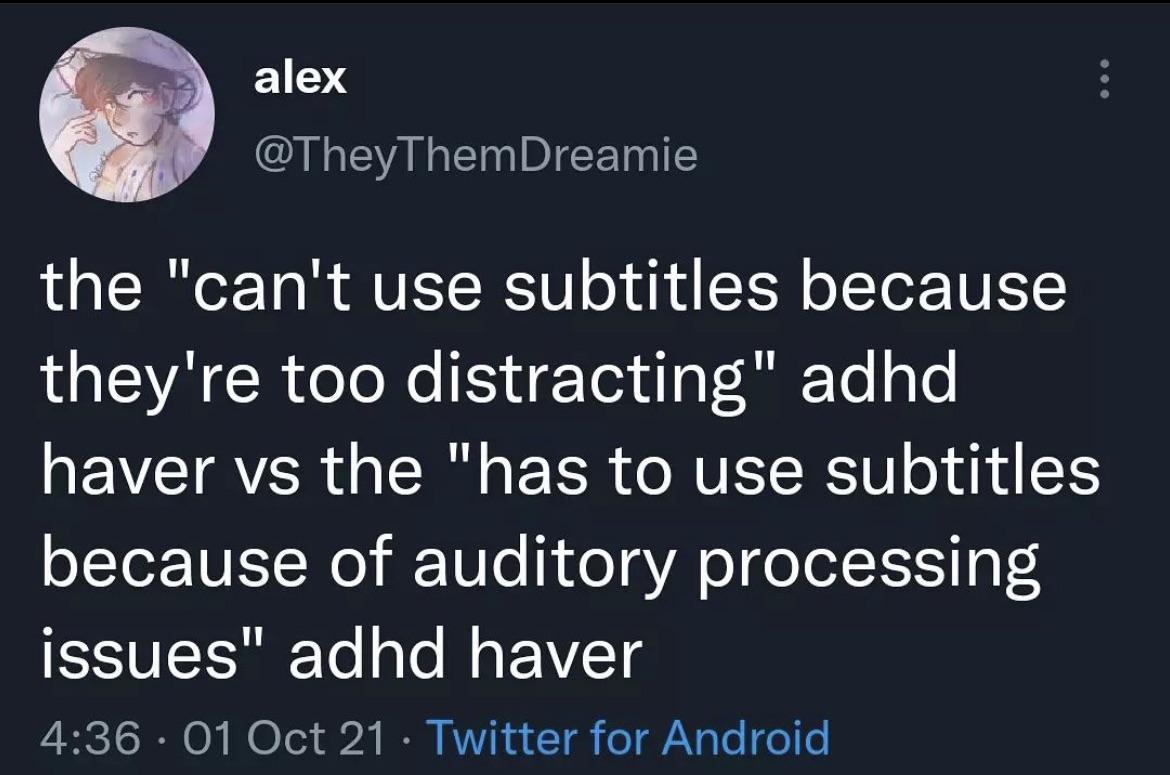 alex
@TheyThemDreamie
the "can't use subtitles because
they're too distracting" adhd
haver vs the "has to use subtitles
because of auditory processing
issues" adhd haver
4:36 · 01 Oct 21 · Twitter for Android